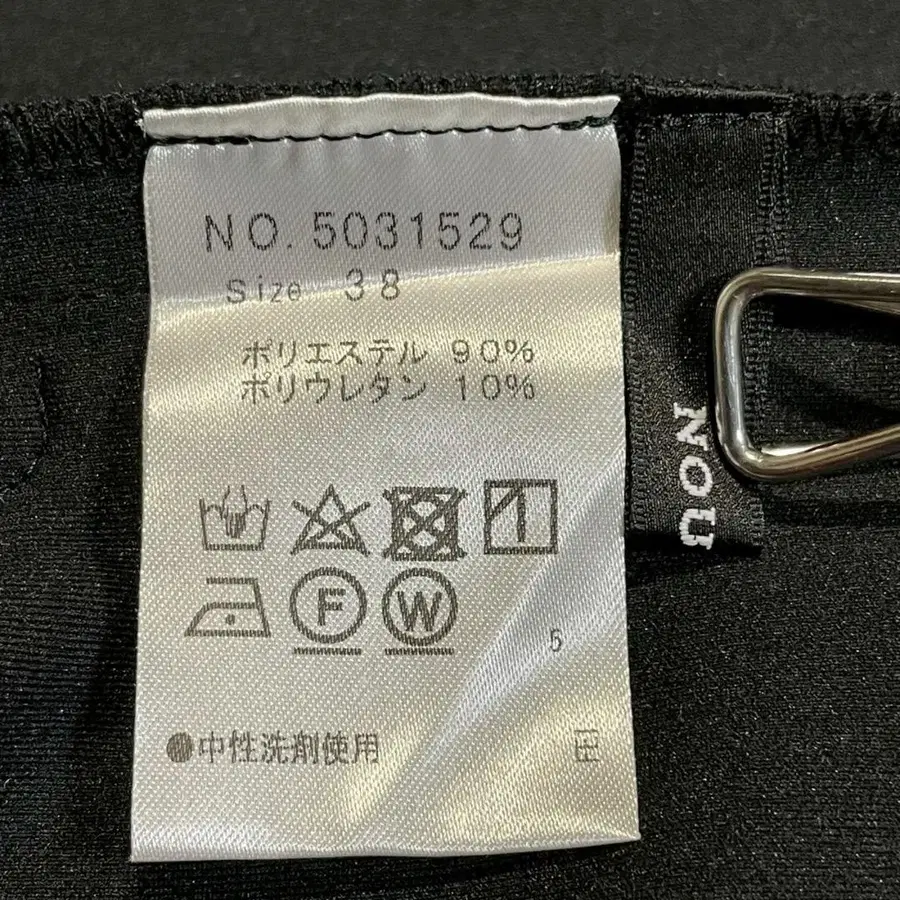 NO. 5031529
Size 38
ポリエステル 90%
ポリウレタン 10%
F W
5
●中性洗剤使用
NOU